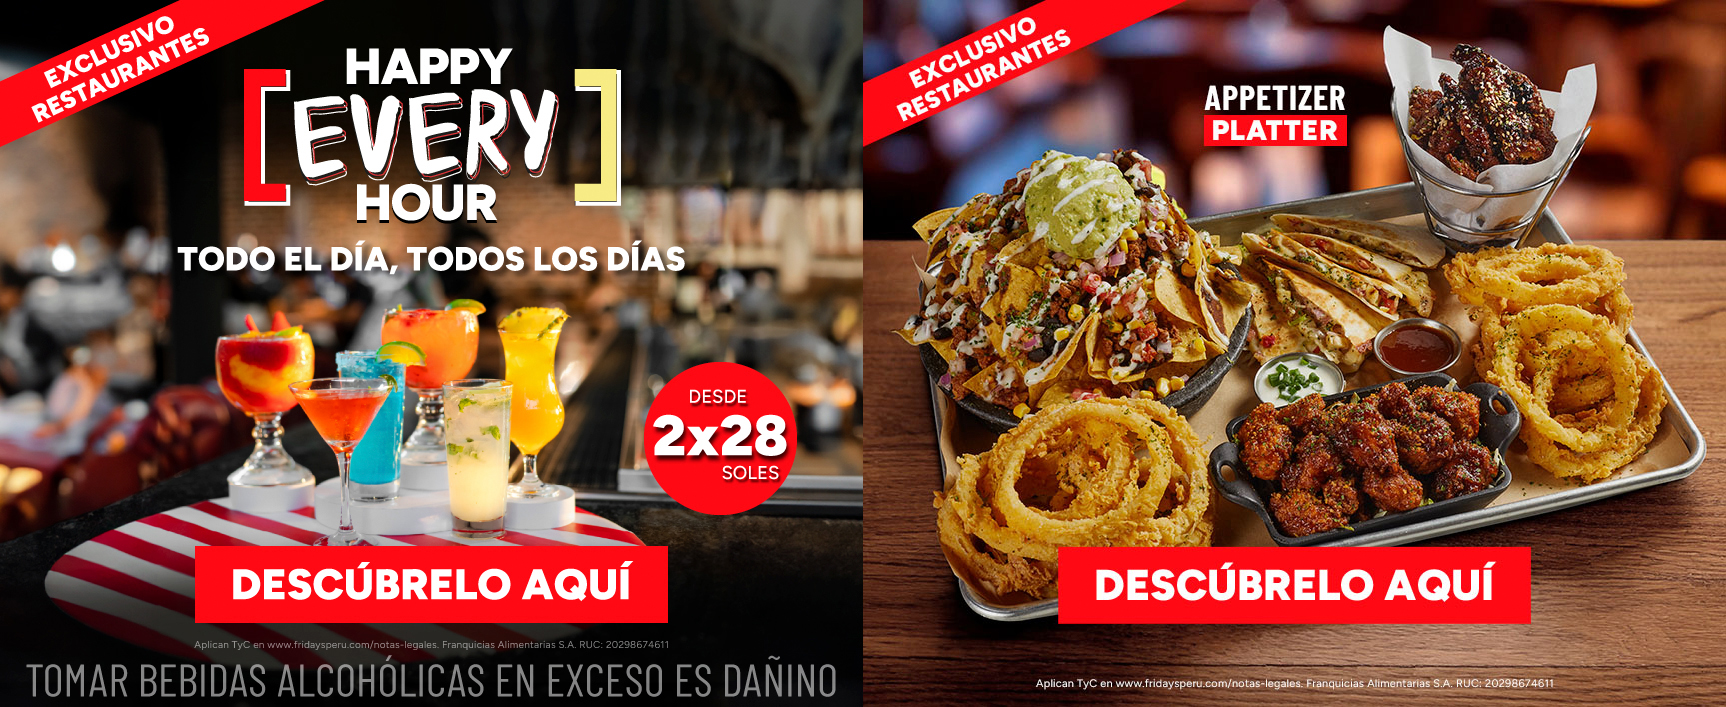 EXCLUSIVO
RESTAURANTES
HAPPY
EVERY
HOUR
TODO EL DÍA, TODOS LOS DÍAS
DESDE
2x28
SOLES
DESCÚBRELO AQUÍ
Aplican TyC en www.fridaysperu.com/notas-legales. Franquicias Alimentarias S.A. RUC: 20298674611
TOMAR BEBIDAS ALCOHÓLICAS EN EXCESO ES DAÑINO
EXCLUSIVO
RESTAURANTES
APPETIZER
PLATTER
DESCÚBRELO AQUÍ
Aplican TyC en www.fridaysperu.com/notas-legales. Franquicias Alimentarias S.A. RUC: 20298674611